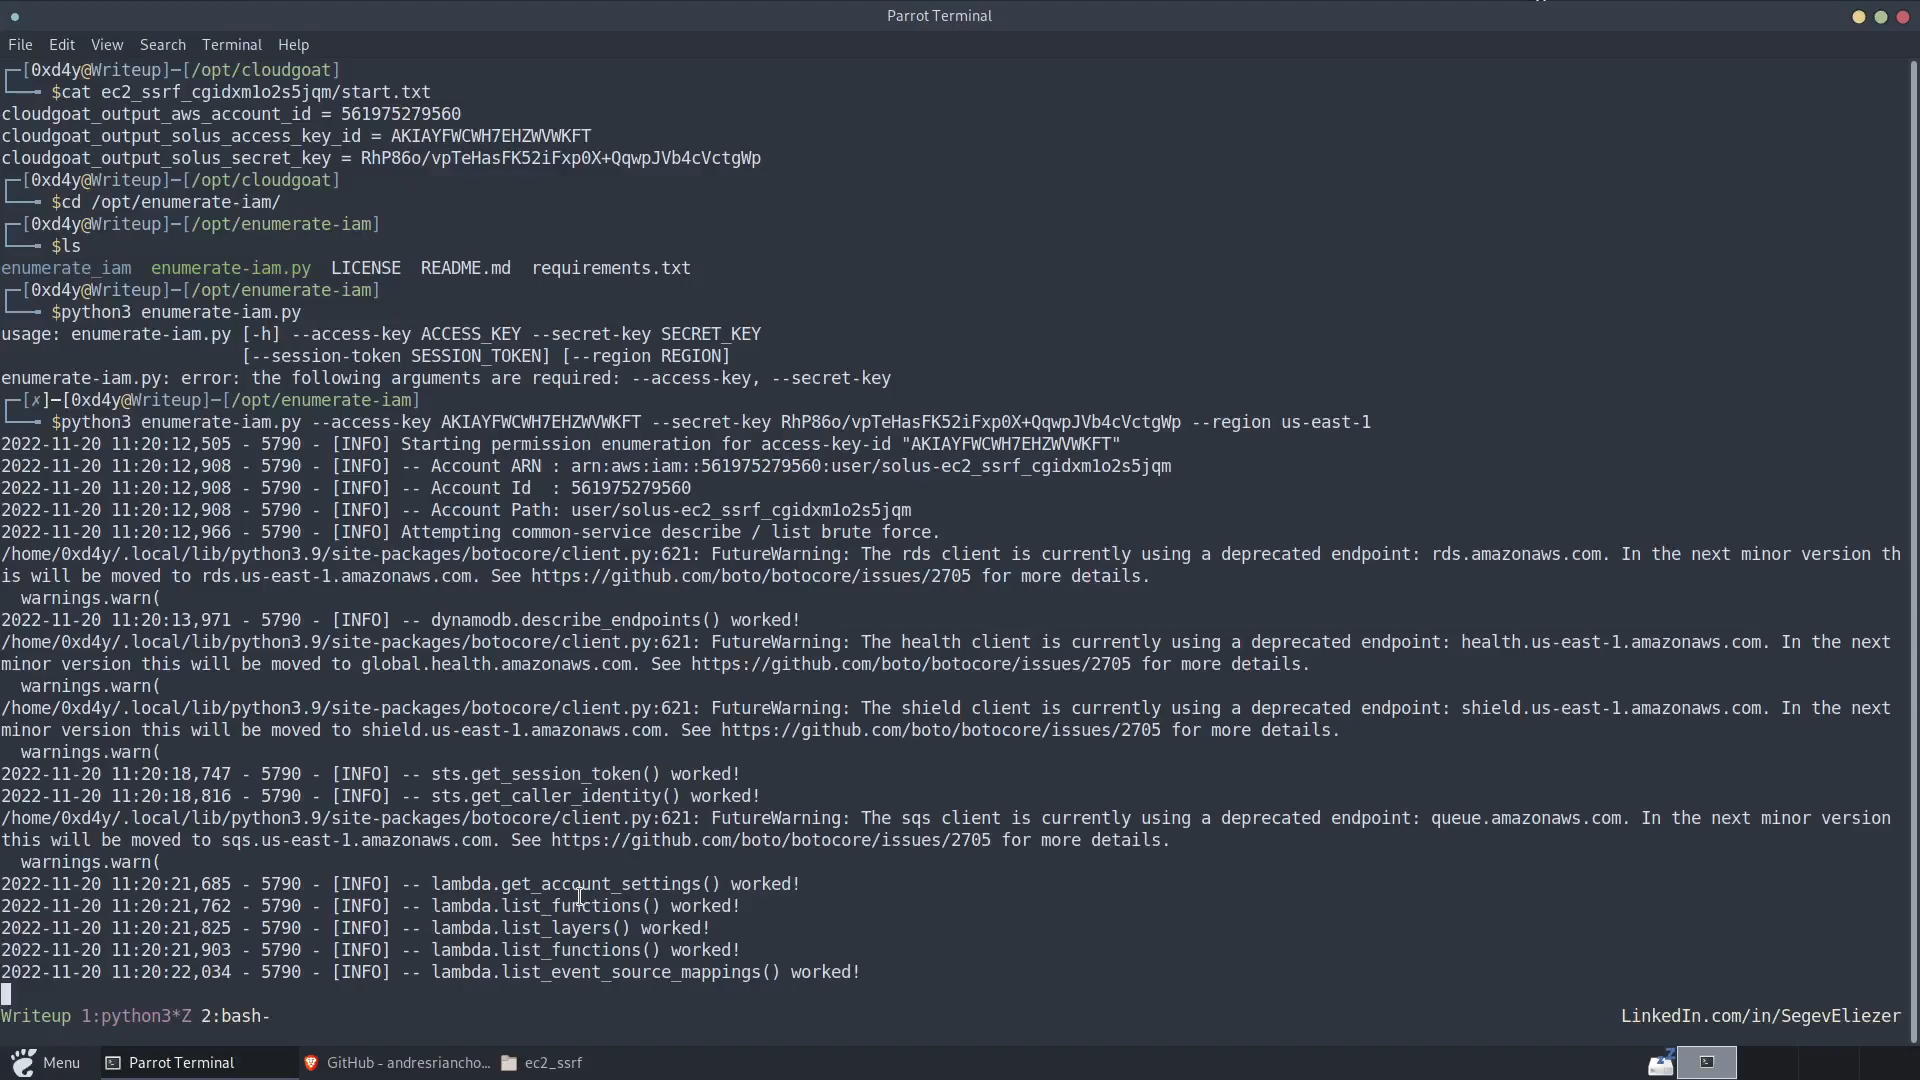 Parrot Terminal
File Edit View Search Terminal Help
┌─[0xd4y@Writeup]─[/opt/cloudgoat]
└──╼ $cat ec2_ssrf_cgidxm1o2s5jqm/start.txt
cloudgoat_output_aws_account_id = 561975279560
cloudgoat_output_solus_access_key_id = AKIAYFWCWH7EHZWVWKFT
cloudgoat_output_solus_secret_key = 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
┌─[0xd4y@Writeup]─[/opt/cloudgoat]
└──╼ $cd /opt/enumerate-iam/
┌─[0xd4y@Writeup]─[/opt/enumerate-iam]
└──╼ $ls
enumerate_iam  enumerate-iam.py  LICENSE  README.md  requirements.txt
┌─[0xd4y@Writeup]─[/opt/enumerate-iam]
└──╼ $python3 enumerate-iam.py
usage: enumerate-iam.py [-h] --access-key ACCESS_KEY --secret-key SECRET_KEY
[--session-token SESSION_TOKEN] [--region REGION]
enumerate-iam.py: error: the following arguments are required: --access-key, --secret-key
┌─[✗]─[0xd4y@Writeup]─[/opt/enumerate-iam]
└──╼ $python3 enumerate-iam.py --access-key AKIAYFWCWH7EHZWVWKFT --secret-key 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 --region us-east-1
2022-11-20 11:20:12,505 - 5790 - [INFO] Starting permission enumeration for access-key-id "AKIAYFWCWH7EHZWVWKFT"
2022-11-20 11:20:12,908 - 5790 - [INFO] -- Account ARN : arn:aws:iam::561975279560:user/solus-ec2_ssrf_cgidxm1o2s5jqm
2022-11-20 11:20:12,908 - 5790 - [INFO] -- Account Id  : 561975279560
2022-11-20 11:20:12,908 - 5790 - [INFO] -- Account Path: user/solus-ec2_ssrf_cgidxm1o2s5jqm
2022-11-20 11:20:12,966 - 5790 - [INFO] Attempting common-service describe / list brute force.
/home/0xd4y/.local/lib/python3.9/site-packages/botocore/client.py:621: FutureWarning: The rds client is currently using a deprecated endpoint: rds.amazonaws.com. In the next minor version th
is will be moved to rds.us-east-1.amazonaws.com. See https://github.com/boto/botocore/issues/2705 for more details.
warnings.warn(
2022-11-20 11:20:13,971 - 5790 - [INFO] -- dynamodb.describe_endpoints() worked!
/home/0xd4y/.local/lib/python3.9/site-packages/botocore/client.py:621: FutureWarning: The health client is currently using a deprecated endpoint: health.us-east-1.amazonaws.com. In the next
minor version this will be moved to global.health.amazonaws.com. See https://github.com/boto/botocore/issues/2705 for more details.
warnings.warn(
/home/0xd4y/.local/lib/python3.9/site-packages/botocore/client.py:621: FutureWarning: The shield client is currently using a deprecated endpoint: shield.us-east-1.amazonaws.com. In the next
minor version this will be moved to shield.us-east-1.amazonaws.com. See https://github.com/boto/botocore/issues/2705 for more details.
warnings.warn(
2022-11-20 11:20:18,747 - 5790 - [INFO] -- sts.get_session_token() worked!
2022-11-20 11:20:18,816 - 5790 - [INFO] -- sts.get_caller_identity() worked!
/home/0xd4y/.local/lib/python3.9/site-packages/botocore/client.py:621: FutureWarning: The sqs client is currently using a deprecated endpoint: queue.amazonaws.com. In the next minor version
this will be moved to sqs.us-east-1.amazonaws.com. See https://github.com/boto/botocore/issues/2705 for more details.
warnings.warn(
2022-11-20 11:20:21,685 - 5790 - [INFO] -- lambda.get_account_settings() worked!
2022-11-20 11:20:21,762 - 5790 - [INFO] -- lambda.list_functions() worked!
2022-11-20 11:20:21,825 - 5790 - [INFO] -- lambda.list_layers() worked!
2022-11-20 11:20:21,903 - 5790 - [INFO] -- lambda.list_functions() worked!
2022-11-20 11:20:22,034 - 5790 - [INFO] -- lambda.list_event_source_mappings() worked!
Writeup 1:python3*Z 2:bash- LinkedIn.com/in/SegevEliezer
Menu Parrot Terminal GitHub - andresriancho... ec2_ssrf